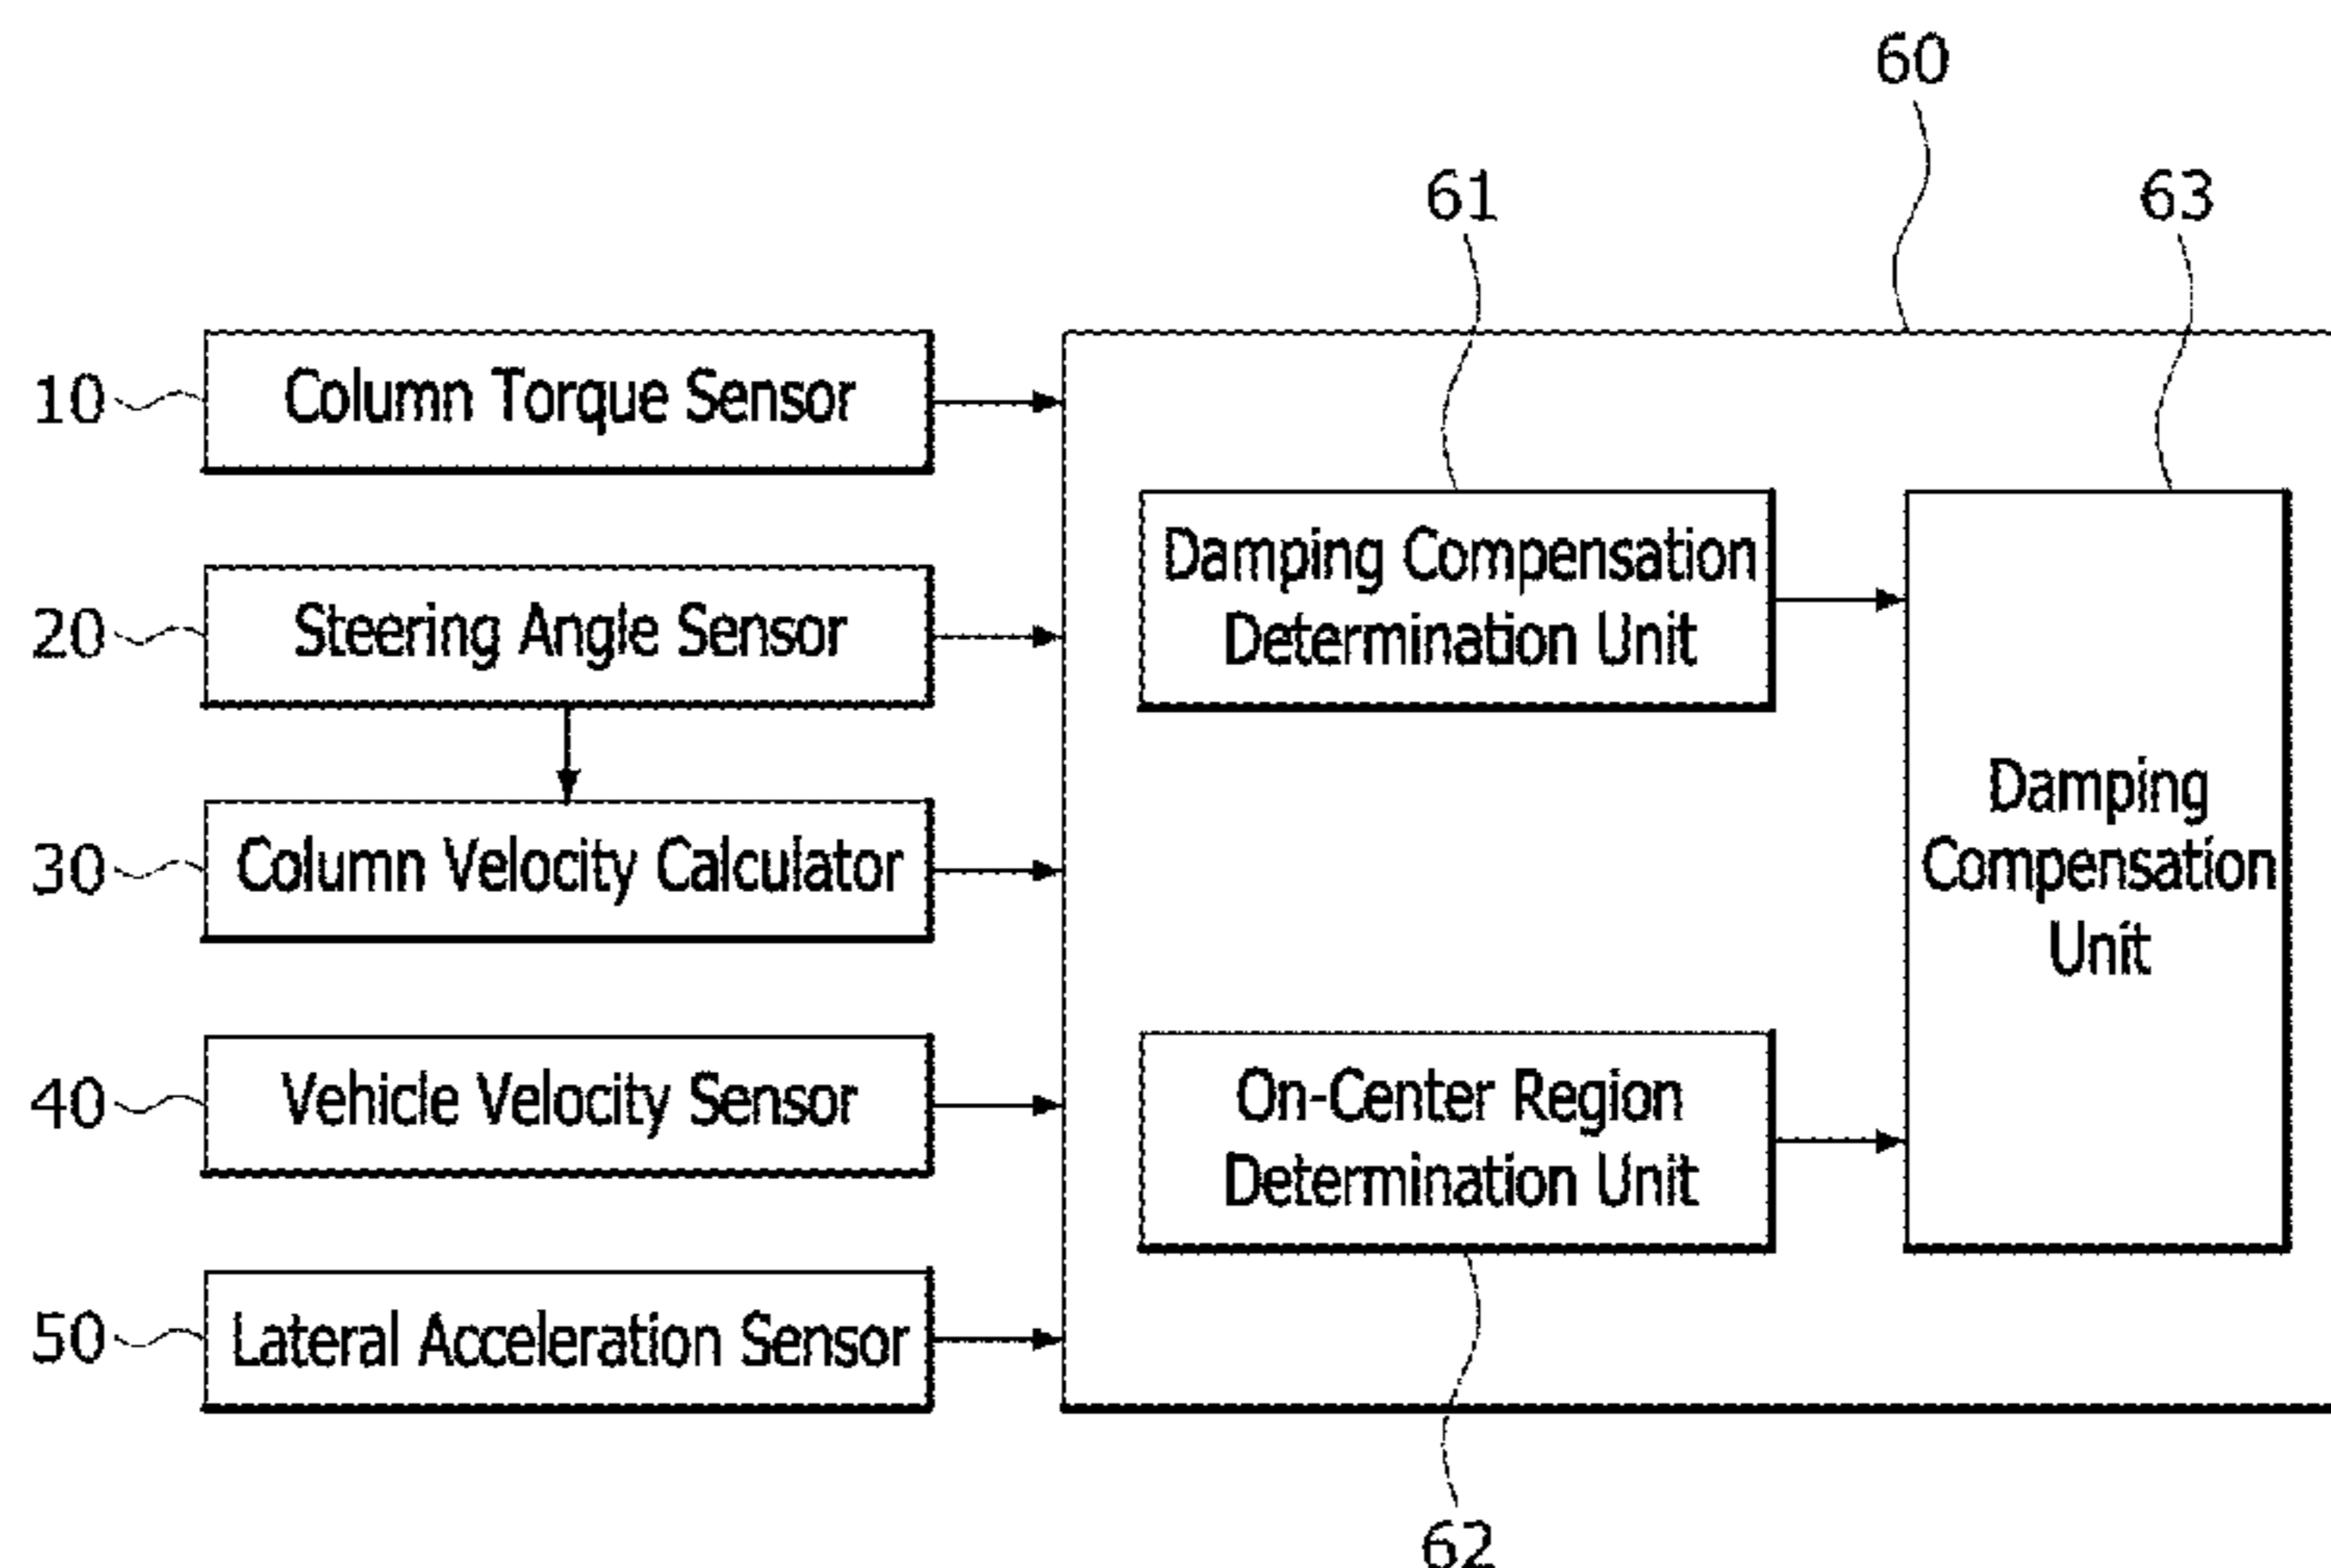 60
61
63
10
Column Torque Sensor
20
Steering Angle Sensor
30
Column Velocity Calculator
40
Vehicle Velocity Sensor
50
Lateral Acceleration Sensor
Damping Compensation
Determination Unit
On-Center Region
Determination Unit
Damping
Compensation
Unit
62